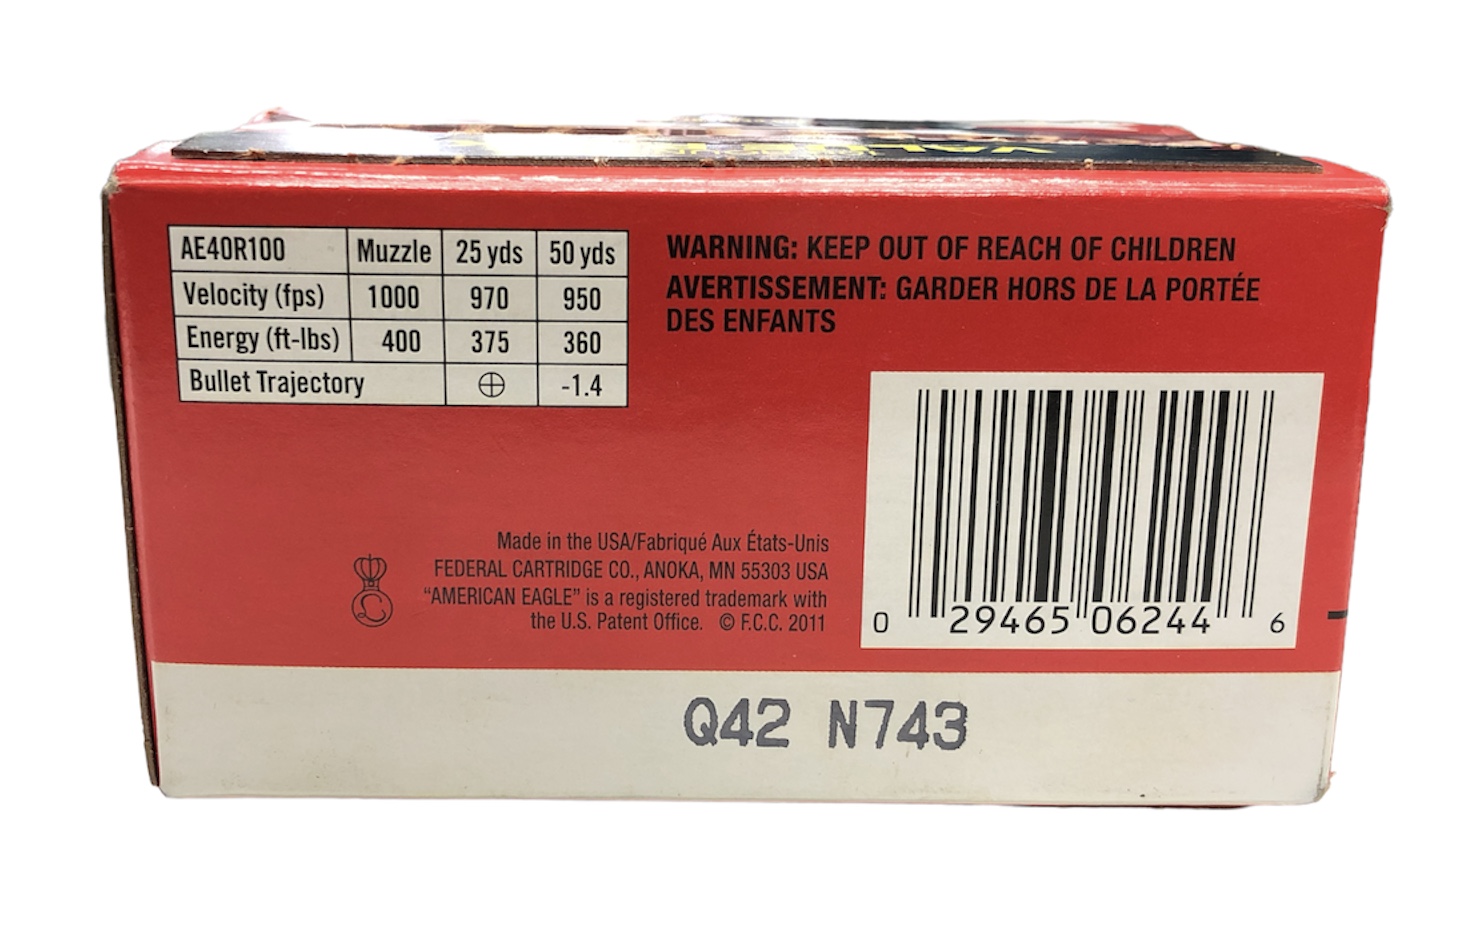 VALUE
AE40R100 Muzzle 25 yds 50 yds
Velocity (fps) 1000 970 950
Energy (ft-lbs) 400 375 360
Bullet Trajectory ⊕ -1.4
WARNING: KEEP OUT OF REACH OF CHILDREN
AVERTISSEMENT: GARDER HORS DE LA PORTÉE
DES ENFANTS
Made in the USA/Fabriqué Aux États-Unis
FEDERAL CARTRIDGE CO., ANOKA, MN 55303 USA
“AMERICAN EAGLE” is a registered trademark with
the U.S. Patent Office. © F.C.C. 2011
0 29465 06244 6
Q42 N743